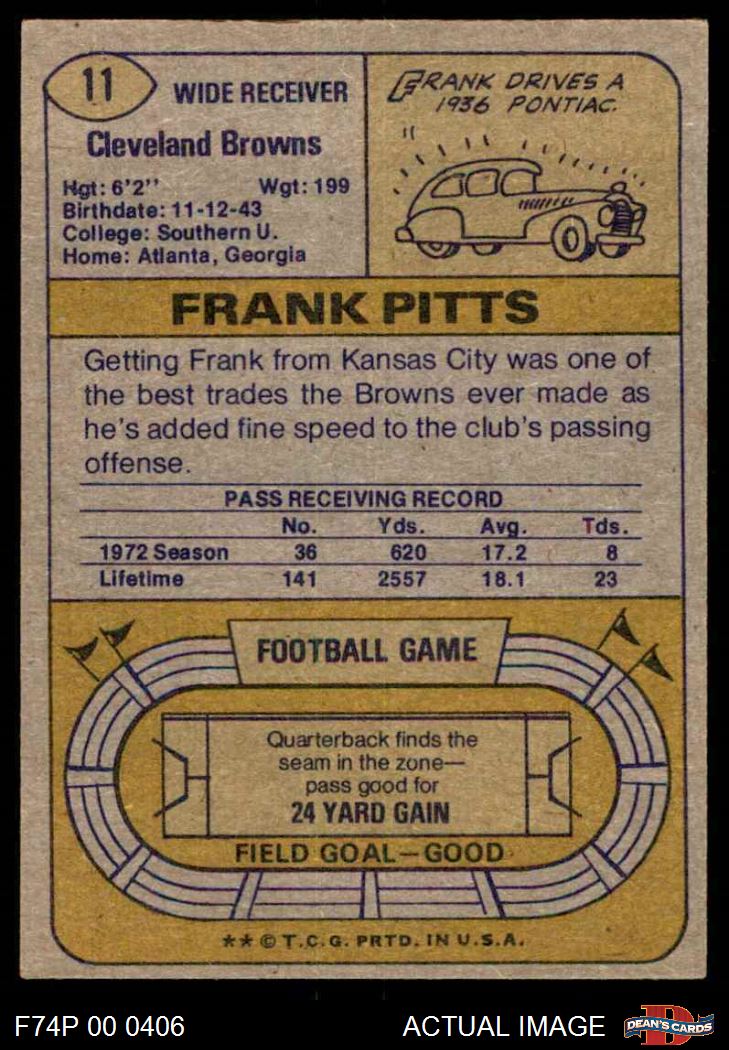 11
WIDE RECEIVER
Cleveland Browns
Hgt: 6'2'' Wgt: 199
Birthdate: 11-12-43
College: Southern U.
Home: Atlanta, Georgia
FRANK DRIVES A
1936 PONTIAC.
FRANK PITTS
Getting Frank from Kansas City was one of
the best trades the Browns ever made as
he's added fine speed to the club's passing
offense.
PASS RECEIVING RECORD
No. Yds. Avg. Tds.
1972 Season 36 620 17.2 8
Lifetime 141 2557 18.1 23
FOOTBALL GAME
Quarterback finds the
seam in the zone—
pass good for
24 YARD GAIN
FIELD GOAL—GOOD
** © T.C.G. PRTD. IN U.S.A.
F74P 00 0406 ACTUAL IMAGE
D
DEAN'S CARDS